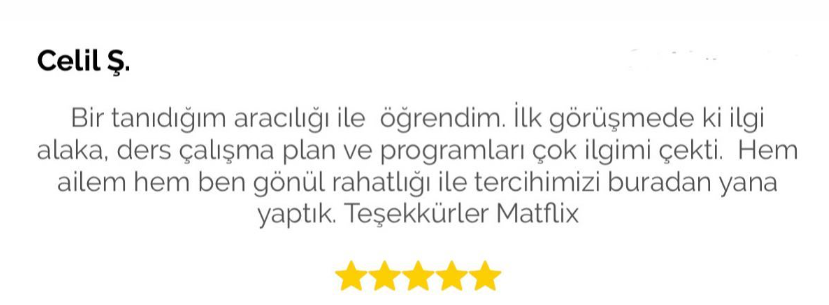 Celil Ş.
Bir tanıdığım aracılığı ile öğrendim. İlk görüşmede ki ilgi
alaka, ders çalışma plan ve programları çok ilgimi çekti. Hem
ailem hem ben gönül rahatlığı ile tercihimizi buradan yana
yaptık. Teşekkürler Matflix